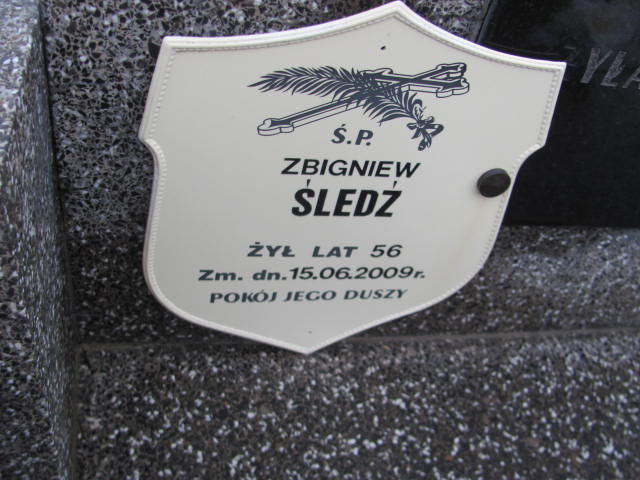 Ś.P.
ZBIGNIEW
ŚLEDŹ
ŻYŁ LAT 56
Zm. dn. 15.06.2009r.
POKÓJ JEGO DUSZY